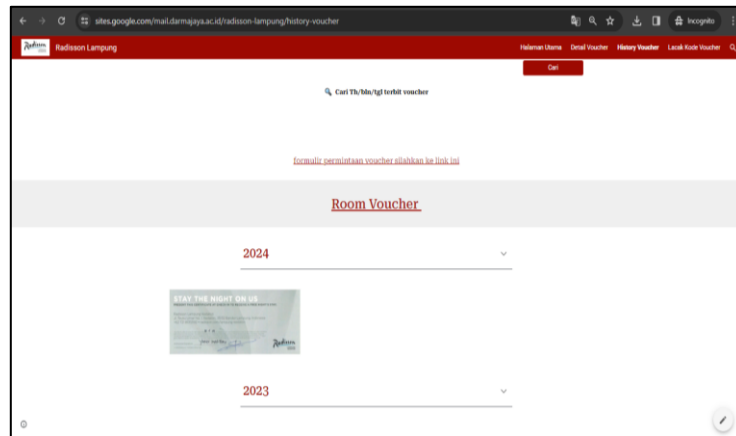 sites.google.com/mail.darmajaya.ac.id/radisson-lampung/history-voucher
Incognito
Radisson
Radisson Lampung
Halaman Utama
Detail Voucher
History Voucher
Lacak Kode Voucher
Cari
Cari Th/bln/tgl terbit voucher
formulir permintaan voucher silahkan ke link ini
Room Voucher
2024
STAY THE NIGHT ON US
Radisson
2023